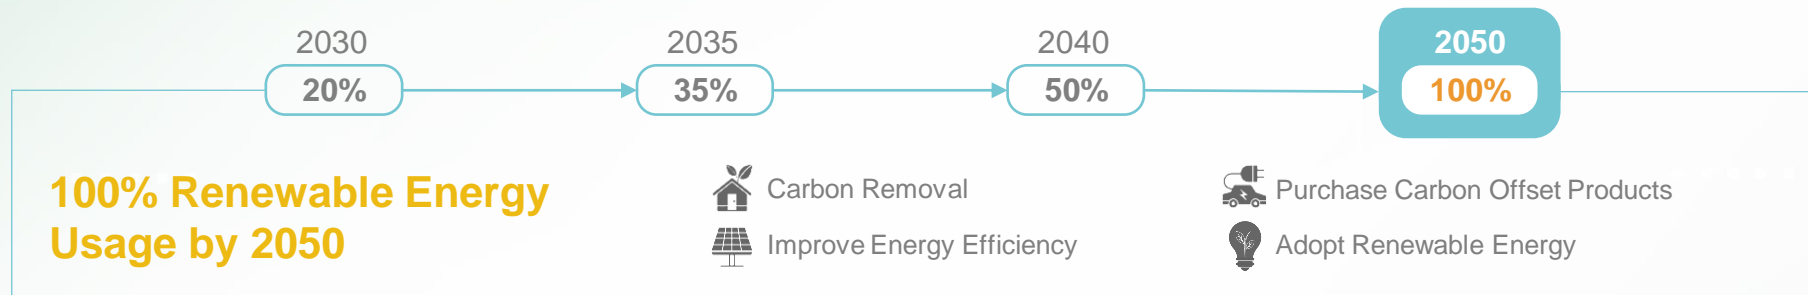 2030 2035 2040 2050
20% 35% 50% 100%
100% Renewable Energy
Usage by 2050
Carbon Removal
Purchase Carbon Offset Products
Improve Energy Efficiency
Adopt Renewable Energy